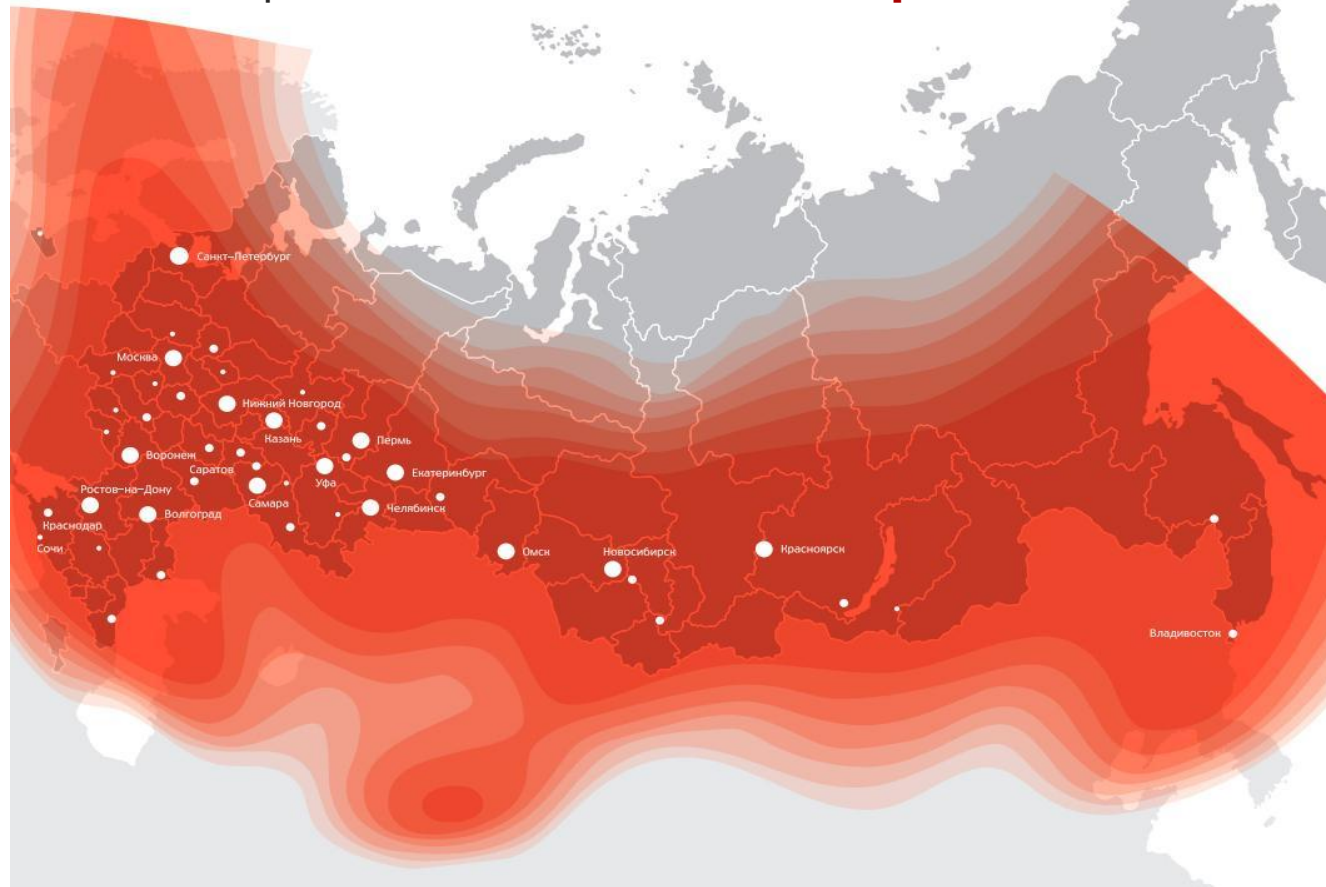 Санкт-Петербург
Москва
Нижний Новгород
Казань
Пермь
Воронеж
Саратов
Уфа
Екатеринбург
Ростов-на-Дону
Самара
Челябинск
Волгоград
Краснодар
Сочи
Омск
Новосибирск
Красноярск
Владивосток